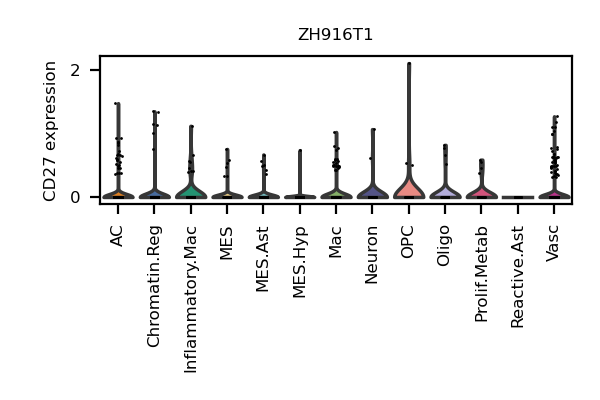 ZH916T1
CD27 expression
2
0
AC
Chromatin.Reg
Inflammatory.Mac
MES
MES.Ast
MES.Hyp
Mac
Neuron
OPC
Oligo
Prolif.Metab
Reactive.Ast
Vasc